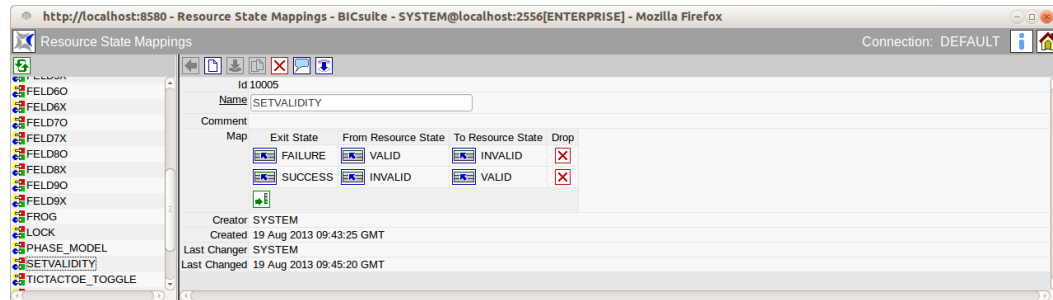 http://localhost:8580 - Resource State Mappings - BICsuite - SYSTEM@localhost:2556[ENTERPRISE] - Mozilla Firefox
Resource State Mappings
Connection: DEFAULT
FELD6O
FELD6X
FELD7O
FELD7X
FELD8O
FELD8X
FELD9O
FELD9X
FROG
LOCK
PHASE_MODEL
SETVALIDITY
TICTACTOE_TOGGLE
Id 10005
Name SETVALIDITY
Comment
Map Exit State From Resource State To Resource State Drop
FAILURE VALID INVALID
SUCCESS INVALID VALID
Creator SYSTEM
Created 19 Aug 2013 09:43:25 GMT
Last Changer SYSTEM
Last Changed 19 Aug 2013 09:45:20 GMT